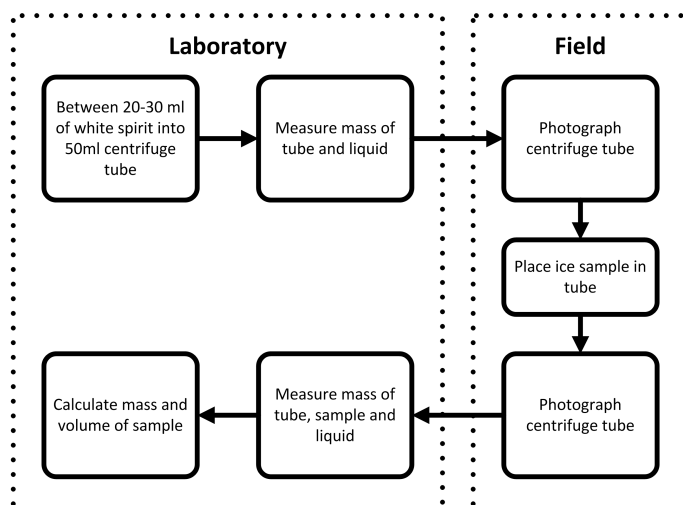 Laboratory
Field
Between 20-30 ml
of white spirit into
50ml centrifuge
tube
Measure mass of
tube and liquid
Photograph
centrifuge tube
Place ice sample in
tube
Photograph
centrifuge tube
Measure mass of
tube, sample and
liquid
Calculate mass and
volume of sample